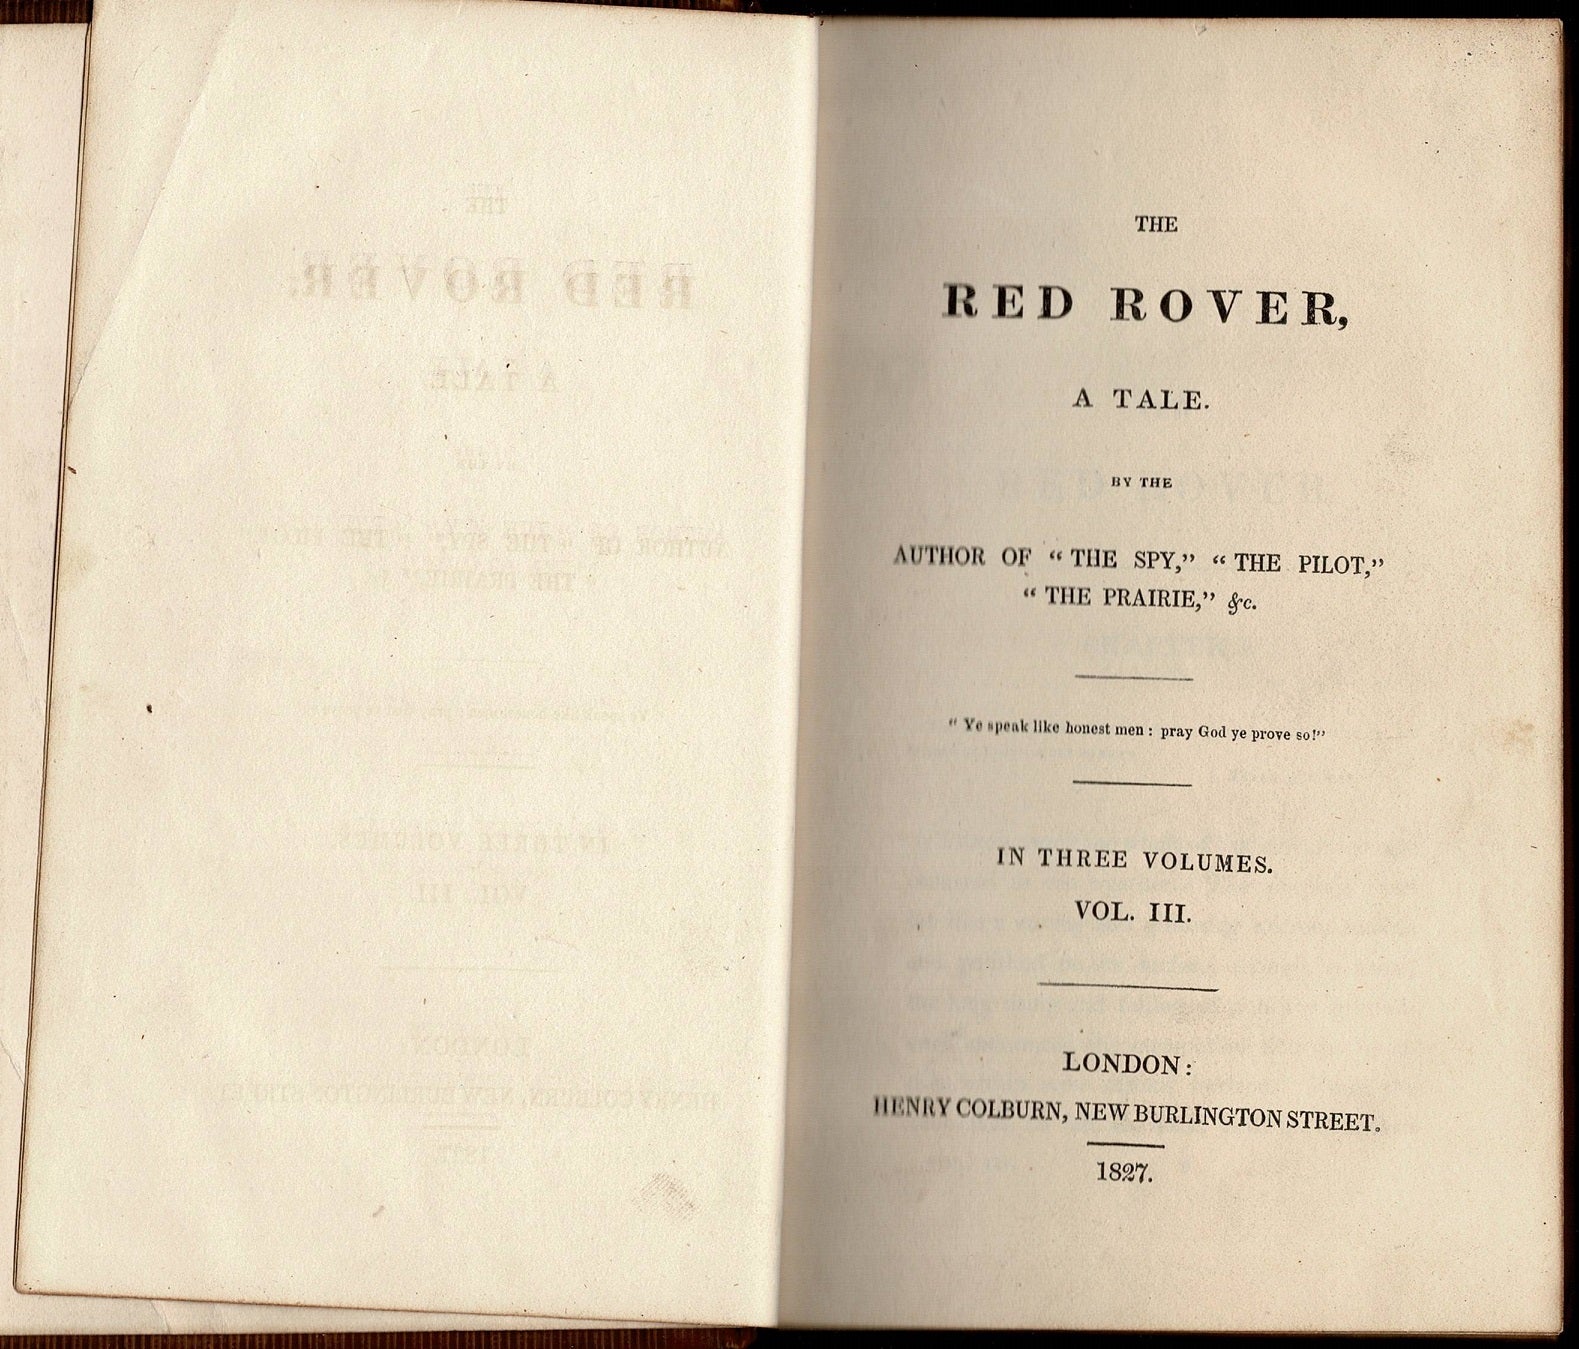 THE
RED ROVER,
A TALE.
BY THE
AUTHOR OF “THE SPY,” “THE PILOT,”
“THE PRAIRIE,” &c.
“Ye speak like honest men: pray God ye prove so!”
IN THREE VOLUMES.
VOL. III.
LONDON:
HENRY COLBURN, NEW BURLINGTON STREET.
1827.